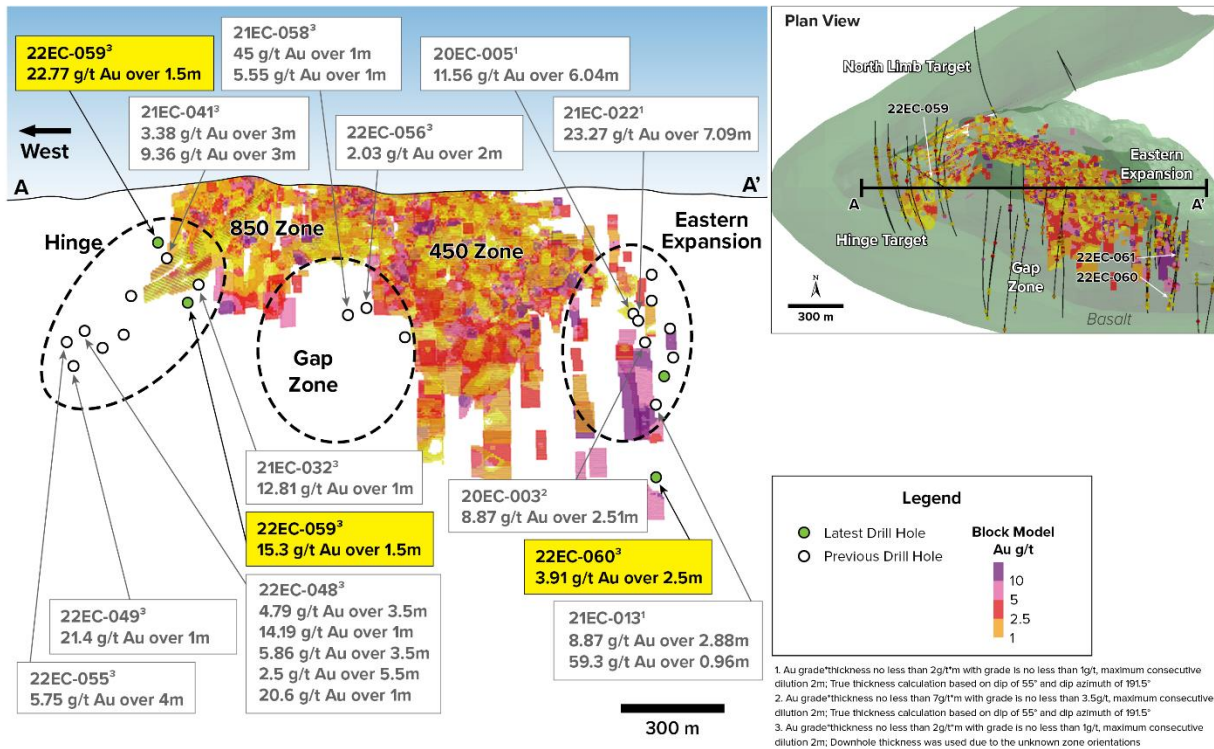 22EC-059³
22.77 g/t Au over 1.5m
21EC-058³
45 g/t Au over 1m
5.55 g/t Au over 1m
20EC-005¹
11.56 g/t Au over 6.04m
21EC-041³
3.38 g/t Au over 3m
9.36 g/t Au over 3m
22EC-056³
2.03 g/t Au over 2m
21EC-022¹
23.27 g/t Au over 7.09m
West
A
A'
Hinge
850 Zone
450 Zone
Eastern
Expansion
Gap
Zone
21EC-032³
12.81 g/t Au over 1m
20EC-003²
8.87 g/t Au over 2.51m
22EC-059³
15.3 g/t Au over 1.5m
22EC-060³
3.91 g/t Au over 2.5m
22EC-049³
21.4 g/t Au over 1m
22EC-048³
4.79 g/t Au over 3.5m
14.19 g/t Au over 1m
5.86 g/t Au over 3.5m
2.5 g/t Au over 5.5m
20.6 g/t Au over 1m
21EC-013¹
8.87 g/t Au over 2.88m
59.3 g/t Au over 0.96m
22EC-055³
5.75 g/t Au over 4m
300 m
Plan View
North Limb Target
22EC-059
Eastern
Expansion
A
A'
Hinge Target
Gap
Zone
22EC-061
22EC-060
N
300 m
Basalt
Legend
Latest Drill Hole
Previous Drill Hole
Block Model
Au g/t
10
5
2.5
1
1. Au grade*thickness no less than 2g/t*m with grade is no less than 1g/t, maximum consecutive
dilution 2m; True thickness calculation based on dip of 55° and dip azimuth of 191.5°
2. Au grade*thickness no less than 7g/t*m with grade is no less than 3.5g/t, maximum consecutive
dilution 2m; True thickness calculation based on dip of 55° and dip azimuth of 191.5°
3. Au grade*thickness no less than 2g/t*m with grade is no less than 1g/t, maximum consecutive
dilution 2m; Downhole thickness was used due to the unknown zone orientations